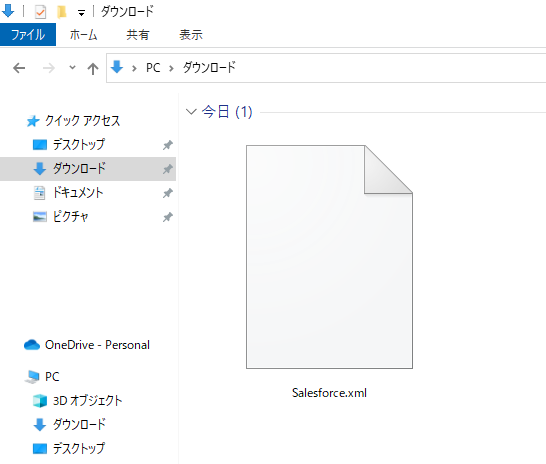 ダウンロード
ファイル ホーム 共有 表示
PC ダウンロード
クイック アクセス
デスクトップ
ダウンロード
ドキュメント
ピクチャ
OneDrive - Personal
PC
3D オブジェクト
ダウンロード
デスクトップ
今日 (1)
Salesforce.xml